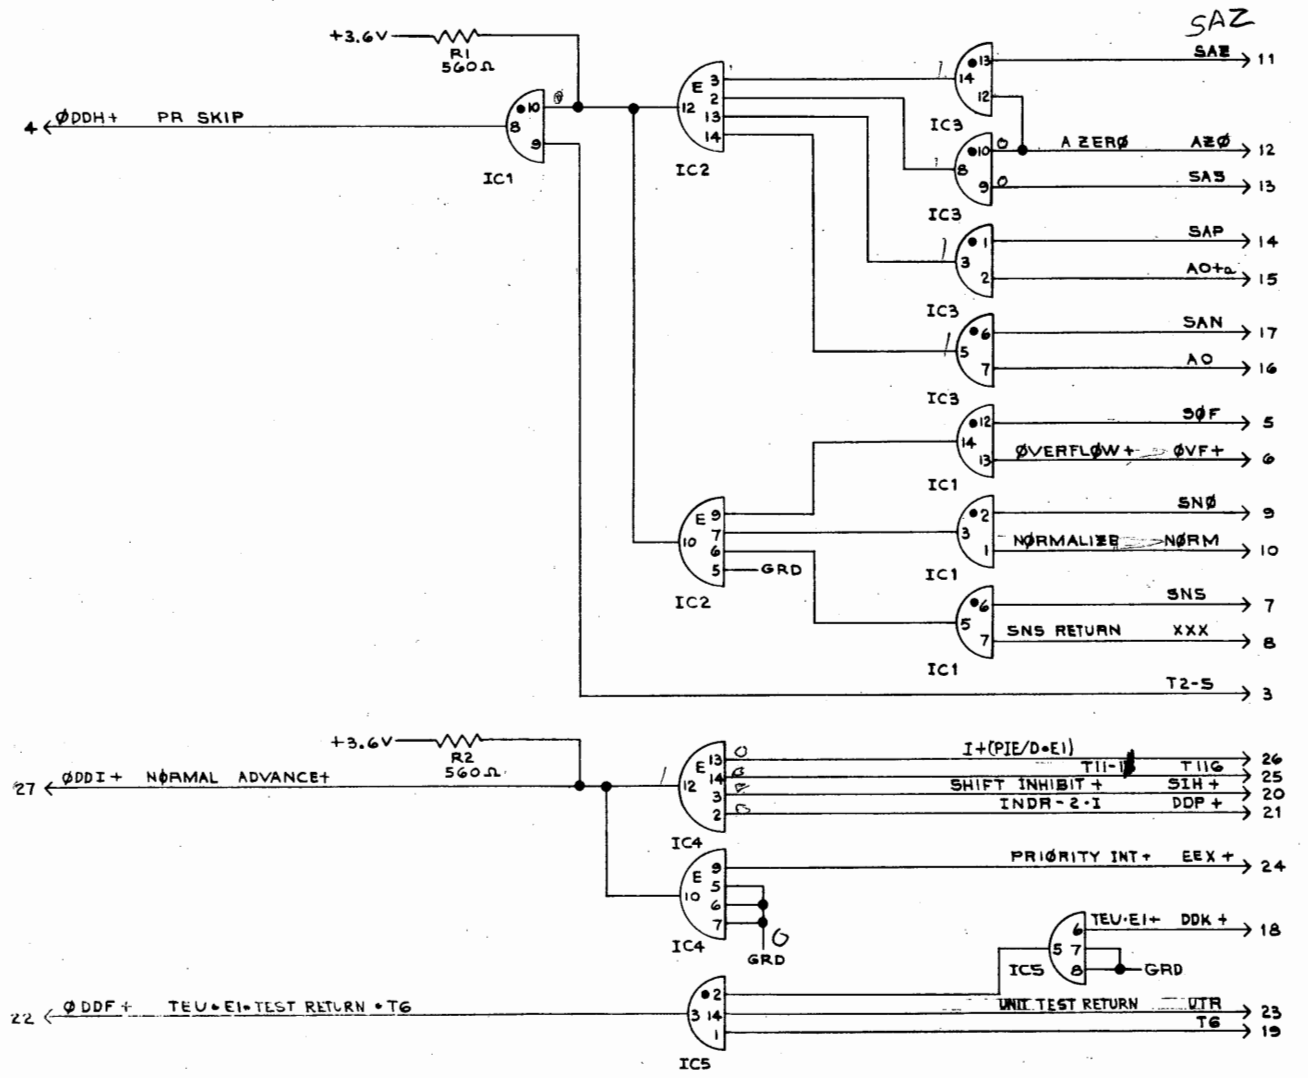 SAZ
+3.6V
R1
560Ω
4 ØDDH+ PR SKIP
10
8
9
IC1
E 3
2
12
13
14
IC2
13 SAZ 11
14
12
IC3
10 A ZERØ AZØ 12
8
9 SAS 13
IC3
1 SAP 14
3
2 AO+a 15
IC3
6 SAN 17
5
7 AO 16
IC3
12 SØF 5
14
13 ØVERFLØW+ ØVF+ 6
IC1
E 9
7
10
6
5 GRD
IC2
2 SNØ 9
3
1 NØRMALIZE NØRM 10
IC1
6 SNS 7
5
7 SNS RETURN XXX 8
IC1
T2-S 3
+3.6V
R2
560Ω
27 ØDDI+ NØRMAL ADVANCE+
E 13 I+(PIE/D•EI) 26
14 T11G 25
12
3 SHIFT INHIBIT+ SIH+ 20
2 INDR-2•I DDP+ 21
IC4
E 9 PRIØRITY INT+ EEX+ 24
5
10
6
7
IC4
GRD
6 TEU•EI+ DDK+ 18
5 7
8 GRD
IC5
22 ØDDF+ TEU•EI•TEST RETURN•T6
2
3 14 UNIT TEST RETURN UTR 23
1 T6 19
IC5